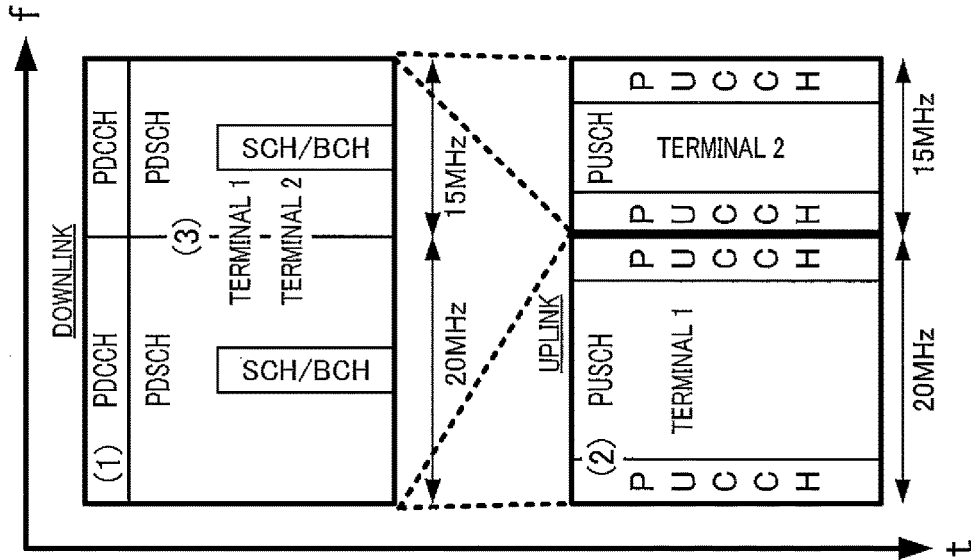 f
DOWNLINK
(1)
PDCCH
PDCCH
PDSCH
PDSCH
(3)
TERMINAL 1
TERMINAL 2
SCH/BCH
SCH/BCH
20MHz
15MHz
UPLINK
(2)
PUCCH
PUSCH
TERMINAL 1
PUCCH
PUCCH
PUSCH
TERMINAL 2
PUCCH
20MHz
15MHz
t